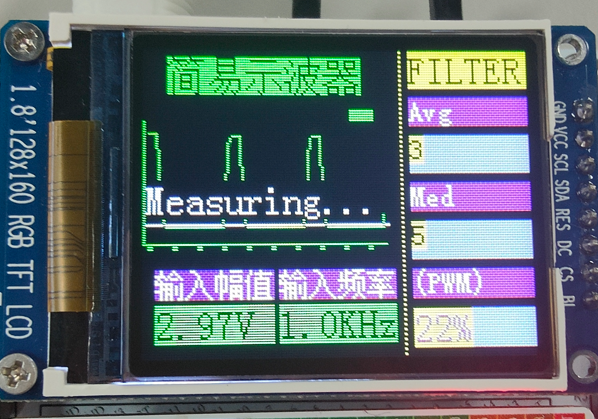 1.8'128x160 RGB TFT LCD
简易示波器
Measuring...
输入幅值 输入频率
2.97V 1.0KHz
FILTER
Avg
3
Med
5
(PWM)
22%
GND VCC SCL SDA RES DC CS BL